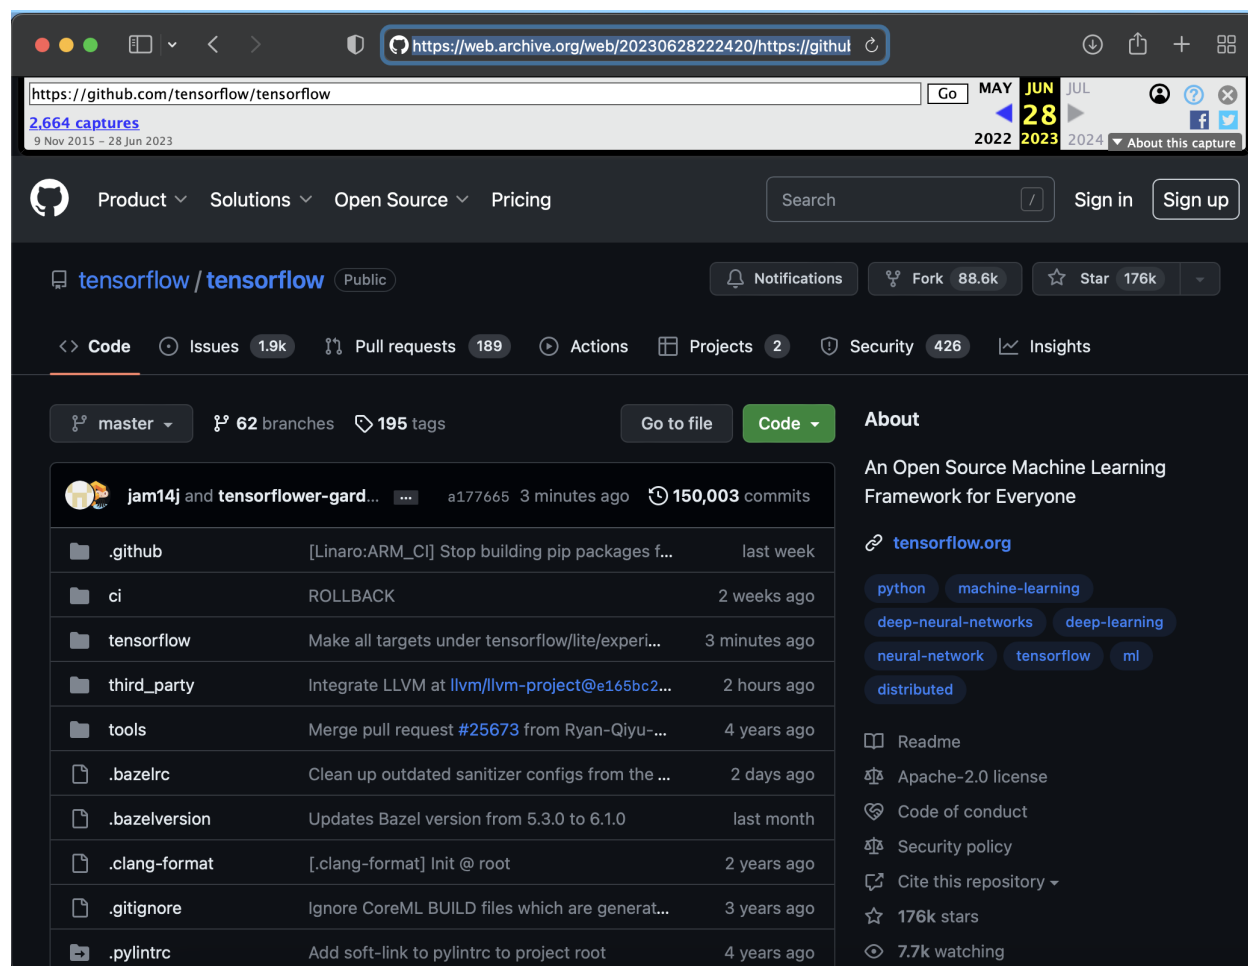 https://web.archive.org/web/20230628222420/https://githul
https://github.com/tensorflow/tensorflow Go MAY JUN JUL
2,664 captures 28
9 Nov 2015 – 28 Jun 2023 2022 2023 2024 ▼ About this capture
Product Solutions Open Source Pricing Search / Sign in Sign up
tensorflow / tensorflow Public Notifications Fork 88.6k Star 176k
<> Code Issues 1.9k Pull requests 189 Actions Projects 2 Security 426 Insights
master 62 branches 195 tags Go to file Code
jam14j and tensorflower-gard... ... a177665 3 minutes ago 150,003 commits
.github [Linaro:ARM_CI] Stop building pip packages f... last week
ci ROLLBACK 2 weeks ago
tensorflow Make all targets under tensorflow/lite/experi... 3 minutes ago
third_party Integrate LLVM at llvm/llvm-project@e165bc2... 2 hours ago
tools Merge pull request #25673 from Ryan-Qiyu-... 4 years ago
.bazelrc Clean up outdated sanitizer configs from the ... 2 days ago
.bazelversion Updates Bazel version from 5.3.0 to 6.1.0 last month
.clang-format [.clang-format] Init @ root 2 years ago
.gitignore Ignore CoreML BUILD files which are generat... 3 years ago
.pylintrc Add soft-link to pylintrc to project root 4 years ago
About
An Open Source Machine Learning
Framework for Everyone
tensorflow.org
python machine-learning
deep-neural-networks deep-learning
neural-network tensorflow ml
distributed
Readme
Apache-2.0 license
Code of conduct
Security policy
Cite this repository
176k stars
7.7k watching